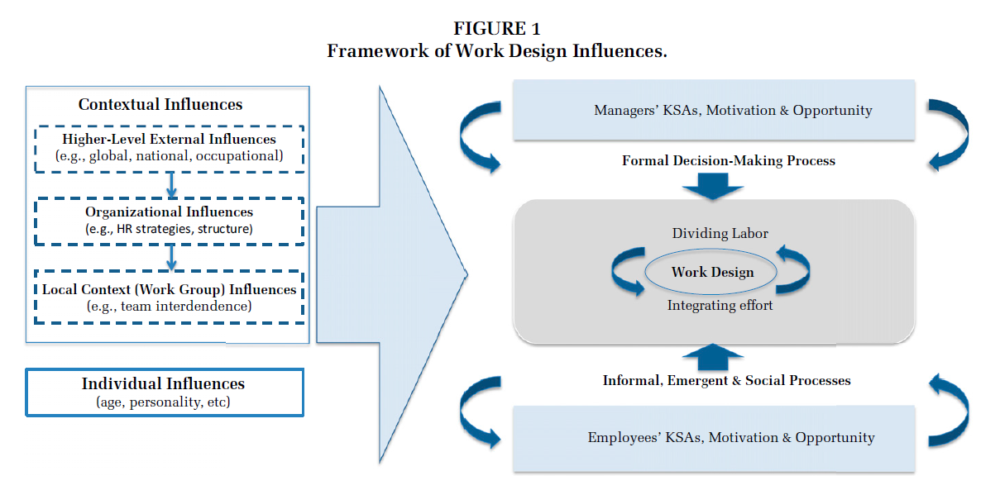 FIGURE 1
Framework of Work Design Influences.
Contextual Influences
Higher-Level External Influences
(e.g., global, national, occupational)
Organizational Influences
(e.g., HR strategies, structure)
Local Context (Work Group) Influences
(e.g., team interdendence)
Individual Influences
(age, personality, etc)
Managers’ KSAs, Motivation & Opportunity
Formal Decision-Making Process
Dividing Labor
Work Design
Integrating effort
Informal, Emergent & Social Processes
Employees’ KSAs, Motivation & Opportunity